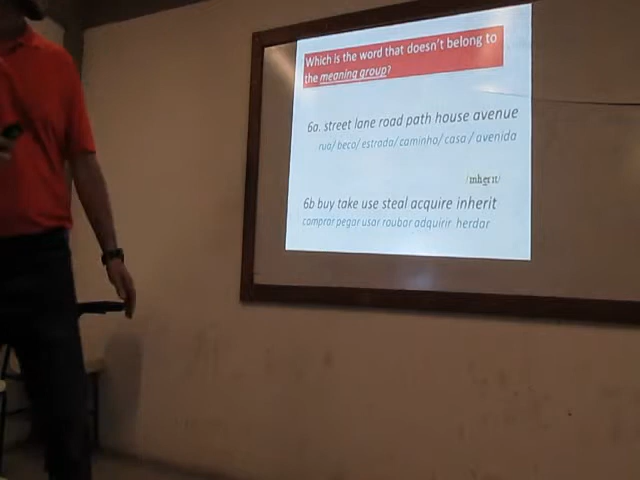 Which is the word that doesn't belong to
the meaning group?
6a. street lane road path house avenue
rua/ beco/ estrada/ caminho/ casa / avenida
/ɪnherɪt/
6b buy take use steal acquire inherit
comprar pegar usar roubar adquirir herdar